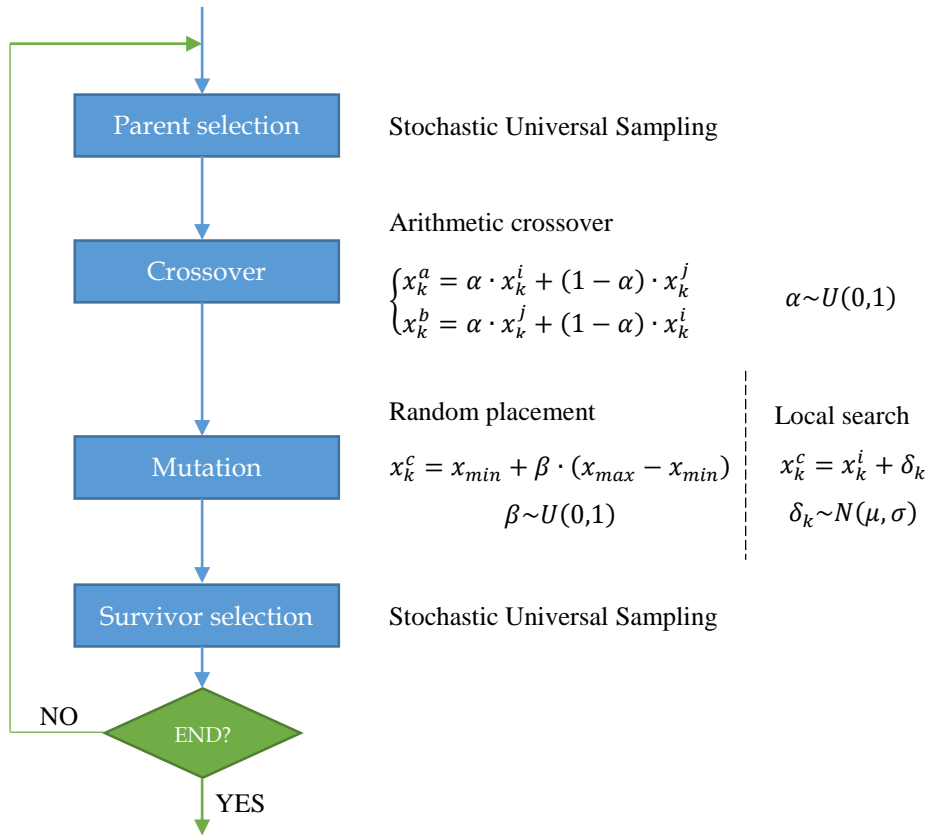 Parent selection
Stochastic Universal Sampling
Arithmetic crossover
Crossover
{x_k^a = α · x_k^i + (1 − α) · x_k^j
x_k^b = α · x_k^j + (1 − α) · x_k^i
α~U(0,1)
Random placement
Local search
Mutation
x_k^c = x_min + β · (x_max − x_min)
x_k^c = x_k^i + δ_k
β~U(0,1)
δ_k~N(μ, σ)
Survivor selection
Stochastic Universal Sampling
NO
END?
YES